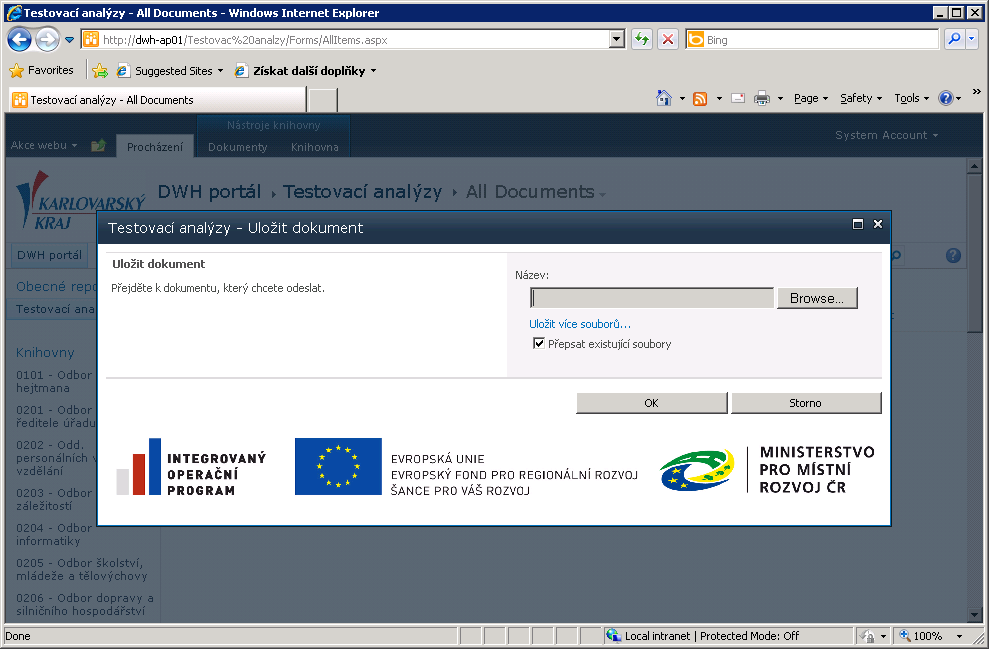 Testovací analýzy - All Documents - Windows Internet Explorer
http://dwh-ap01/Testovac%20analzy/Forms/AllItems.aspx
Bing
Favorites
Suggested Sites
Získat další doplňky
Testovací analýzy - All Documents
Page
Safety
Tools
»
Nástroje knihovny
System Account
Akce webu
Procházení
Dokumenty
Knihovna
KARLOVARSKÝ
KRAJ
DWH portál
Testovací analýzy
All Documents
Testovací analýzy - Uložit dokument
DWH portál
Obecné repo
Testovací ana
Uložit dokument
Přejděte k dokumentu, který chcete odeslat.
Název:
Browse...
Uložit více souborů...
Přepsat existující soubory
OK
Storno
INTEGROVANÝ
OPERAČNÍ
PROGRAM
EVROPSKÁ UNIE
EVROPSKÝ FOND PRO REGIONÁLNÍ ROZVOJ
ŠANCE PRO VÁŠ ROZVOJ
MINISTERSTVO
PRO MÍSTNÍ
ROZVOJ ČR
Knihovny
0101 - Odbor
hejtmana
0201 - Odbor
ředitele úřadu
0202 - Odd.
personálních v
vzdělání
0203 - Odbor
záležitostí
0204 - Odbor
informatiky
0205 - Odbor školství,
mládeže a tělovýchovy
0206 - Odbor dopravy a
silničního hospodářství
Done
Local intranet | Protected Mode: Off
100%